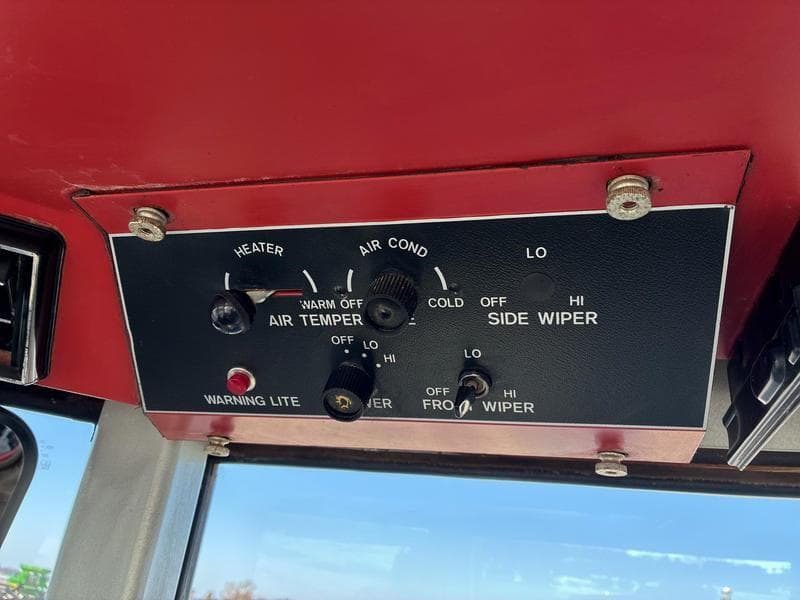 HEATER
AIR COND
LO
WARM OFF
COLD
OFF
HI
AIR TEMPER E
SIDE WIPER
OFF
LO
HI
LO
OFF
HI
WARNING LITE
WER
FRO T WIPER